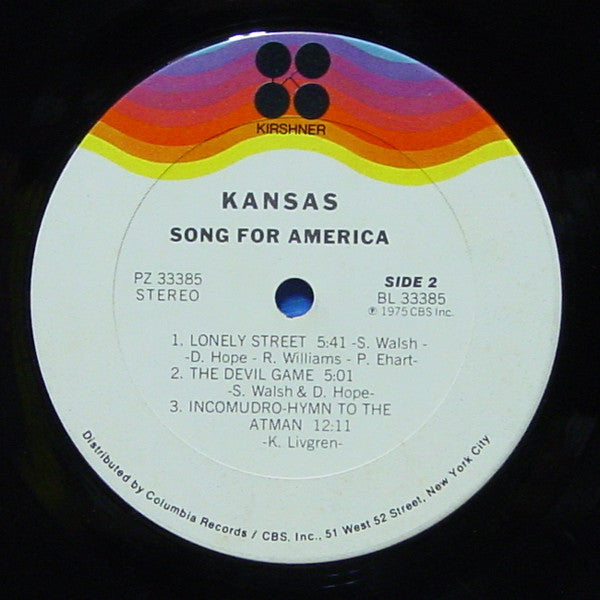 KIRSHNER
KANSAS
SONG FOR AMERICA
PZ 33385
STEREO
SIDE 2
BL 33385
℗ 1975 CBS Inc.
1. LONELY STREET 5:41 -S. Walsh -
-D. Hope - R. Williams - P. Ehart-
2. THE DEVIL GAME 5:01
-S. Walsh & D. Hope-
3. INCOMUDRO-HYMN TO THE
ATMAN 12:11
-K. Livgren-
Distributed by Columbia Records / CBS, Inc., 51 West 52 Street, New York City